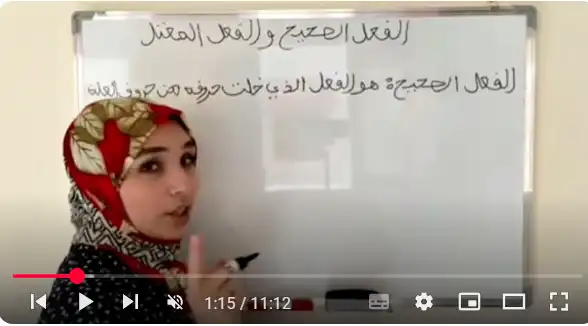 الفعل الصحيح والفعل المعتل
الفعل الصحيح: هو الفعل الذي خلت حروفه من حروف العلة
1:15 / 11:12